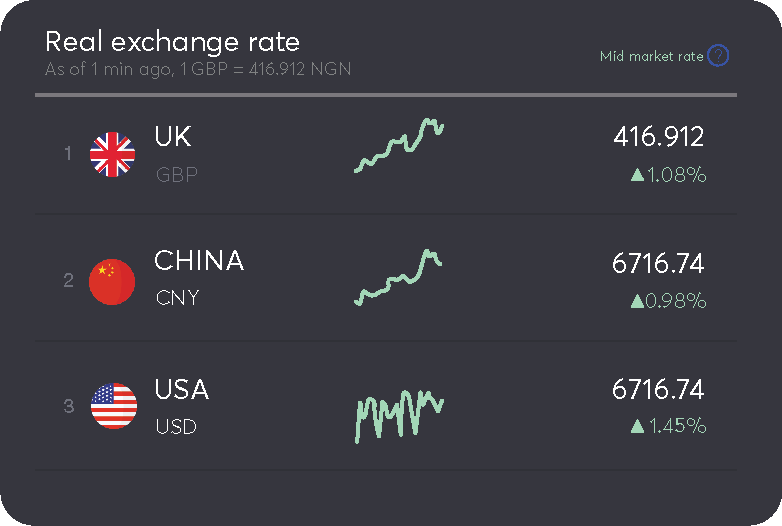 Real exchange rate
As of 1 min ago, 1 GBP = 416.912 NGN
Mid market rate ?
1 UK 416.912
GBP ▲1.08%
2 CHINA 6716.74
CNY ▲0.98%
3 USA 6716.74
USD ▲1.45%